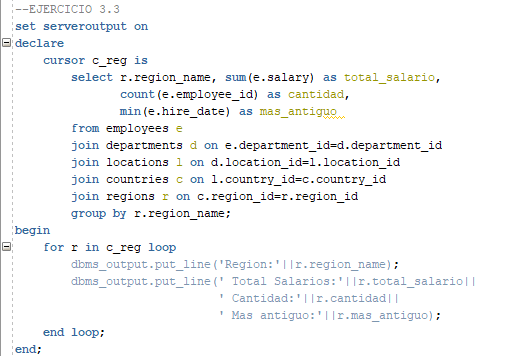 --EJERCICIO 3.3
set serveroutput on
declare
    cursor c_reg is
        select r.region_name, sum(e.salary) as total_salario,
               count(e.employee_id) as cantidad,
               min(e.hire_date) as mas_antiguo
        from employees e
        join departments d on e.department_id=d.department_id
        join locations l on d.location_id=l.location_id
        join countries c on l.country_id=c.country_id
        join regions r on c.region_id=r.region_id
        group by r.region_name;
begin
    for r in c_reg loop
        dbms_output.put_line('Region:'||r.region_name);
        dbms_output.put_line(' Total Salarios:'||r.total_salario||
                             ' Cantidad:'||r.cantidad||
                             ' Mas antiguo:'||r.mas_antiguo);
    end loop;
end;